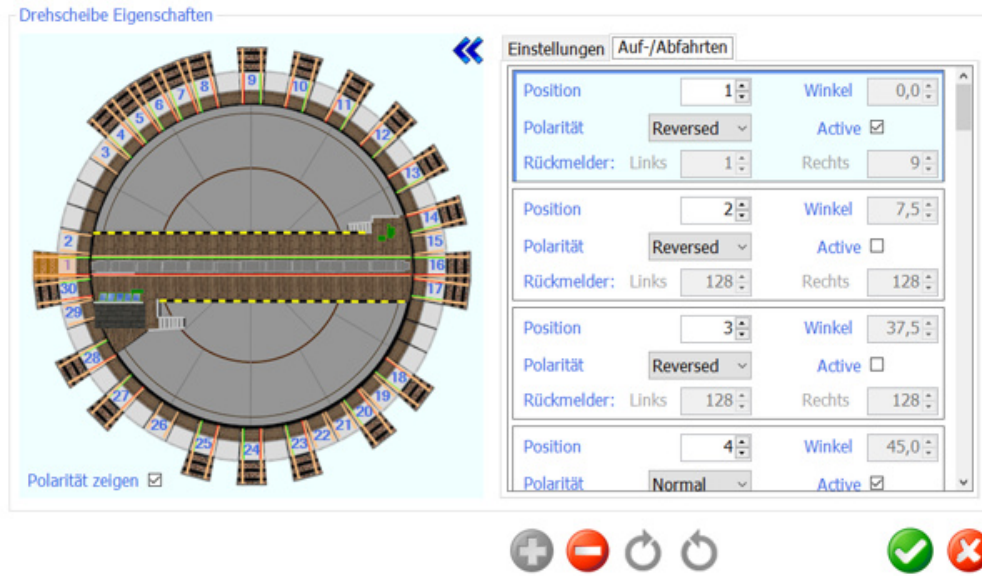 Drehscheibe Eigenschaften
Einstellungen Auf-/Abfahrten
Position 1 Winkel 0,0
Polarität Reversed Active
Rückmelder: Links 1 Rechts 9
Position 2 Winkel 7,5
Polarität Reversed Active
Rückmelder: Links 128 Rechts 128
Position 3 Winkel 37,5
Polarität Reversed Active
Rückmelder: Links 128 Rechts 128
Position 4 Winkel 45,0
Polarität Normal Active
1
2
3
4
5
6
7
8
9
10
11
12
13
14
15
16
17
18
19
20
21
22
23
24
25
26
27
28
29
30
Polarität zeigen